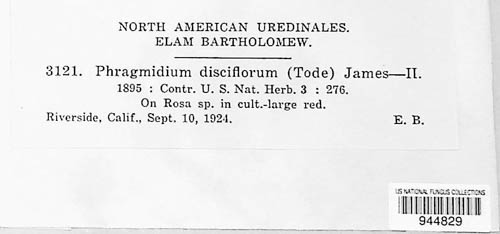 NORTH AMERICAN UREDINALES.
ELAM BARTHOLOMEW.
3121. Phragmidium disciflorum (Tode) James—II.
1895 : Contr. U. S. Nat. Herb. 3 : 276.
On Rosa sp. in cult.-large red.
Riverside, Calif., Sept. 10, 1924. E. B.
US NATIONAL FUNGUS COLLECTIONS
944829